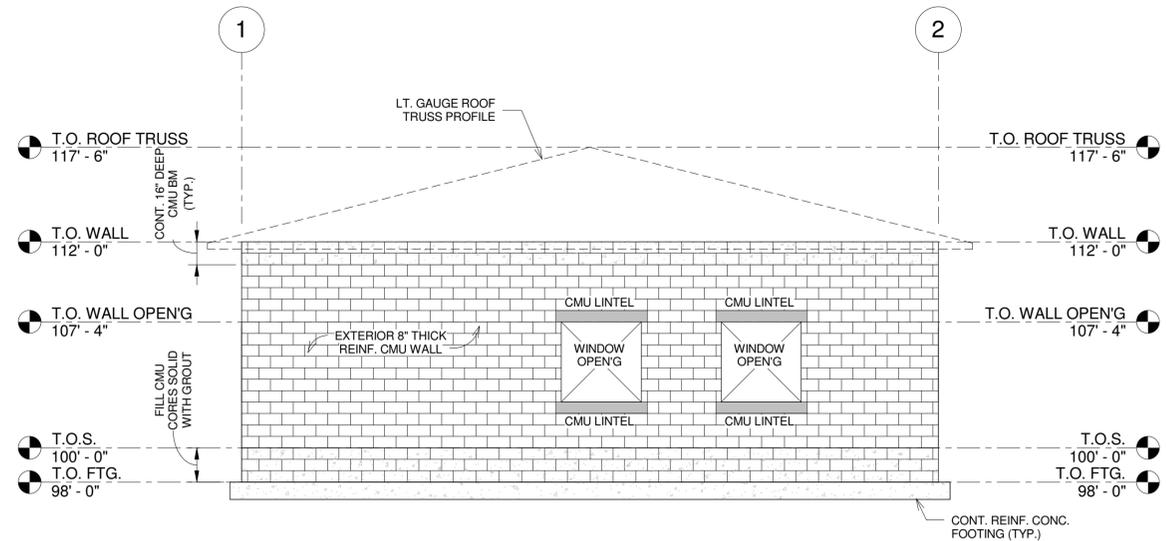 1
2
LT. GAUGE ROOF
TRUSS PROFILE
T.O. ROOF TRUSS
117' - 6"
T.O. ROOF TRUSS
117' - 6"
CONT. 16" DEEP
CMU BM
(TYP.)
T.O. WALL
112' - 0"
T.O. WALL
112' - 0"
CMU LINTEL
CMU LINTEL
T.O. WALL OPEN'G
107' - 4"
T.O. WALL OPEN'G
107' - 4"
EXTERIOR 8" THICK
REINF. CMU WALL
WINDOW
OPEN'G
WINDOW
OPEN'G
FILL CMU
CORES SOLID
WITH GROUT
CMU LINTEL
CMU LINTEL
T.O.S.
100' - 0"
T.O.S.
100' - 0"
T.O. FTG.
98' - 0"
T.O. FTG.
98' - 0"
CONT. REINF. CONC.
FOOTING (TYP.)